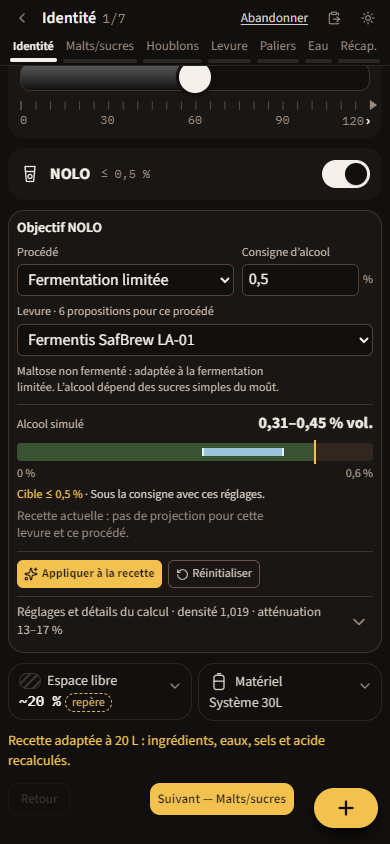 Identité 1/7
Abandonner
Identité Malts/sucres Houblons Levure Paliers Eau Récap.
0 30 60 90 120›
NOLO ≤ 0,5 %
Objectif NOLO
Procédé Consigne d'alcool
Fermentation limitée 0,5 %
Levure · 6 propositions pour ce procédé
Fermentis SafBrew LA-01
Maltose non fermenté : adaptée à la fermentation
limitée. L'alcool dépend des sucres simples du moût.
Alcool simulé 0,31–0,45 % vol.
0 % 0,6 %
Cible ≤ 0,5 % · Sous la consigne avec ces réglages.
Recette actuelle : pas de projection pour cette
levure et ce procédé.
Appliquer à la recette Réinitialiser
Réglages et détails du calcul · densité 1,019 · atténuation
13–17 %
Espace libre Matériel
~20 % repère Système 30L
Recette adaptée à 20 L : ingrédients, eaux, sels et acide
recalculés.
Retour Suivant — Malts/sucres +